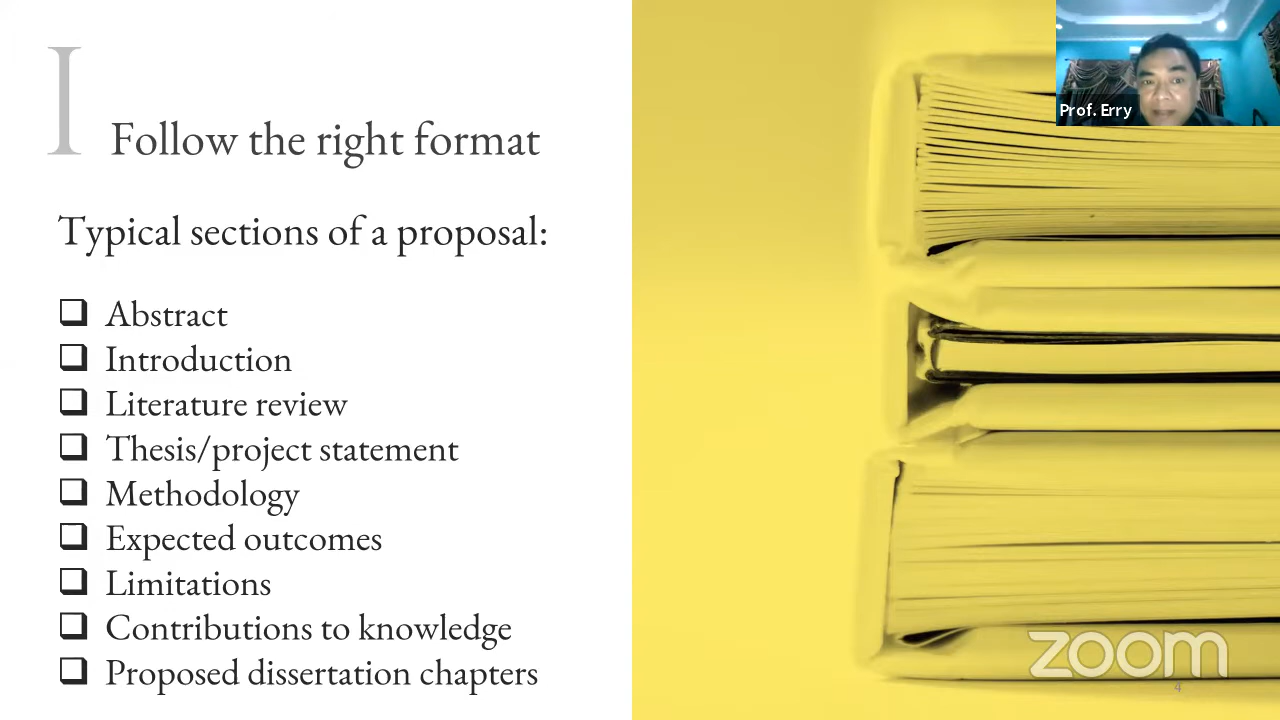 I
Follow the right format
Typical sections of a proposal:
❑ Abstract
❑ Introduction
❑ Literature review
❑ Thesis/project statement
❑ Methodology
❑ Expected outcomes
❑ Limitations
❑ Contributions to knowledge
❑ Proposed dissertation chapters
Prof. Erry
zoom
4